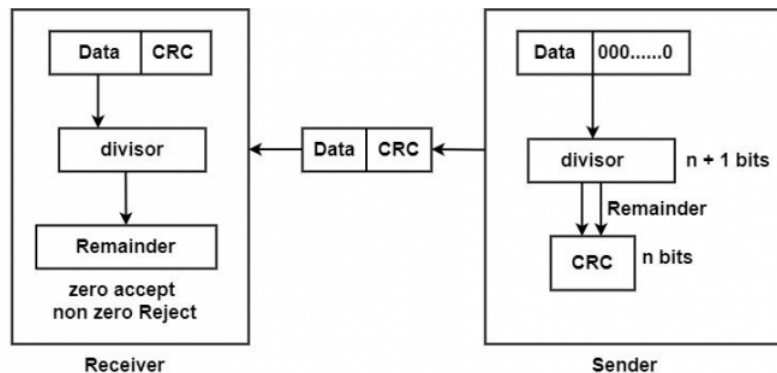 Data CRC
divisor
Remainder
zero accept
non zero Reject
Receiver
Data CRC
Data 000......0
divisor n + 1 bits
Remainder
CRC n bits
Sender